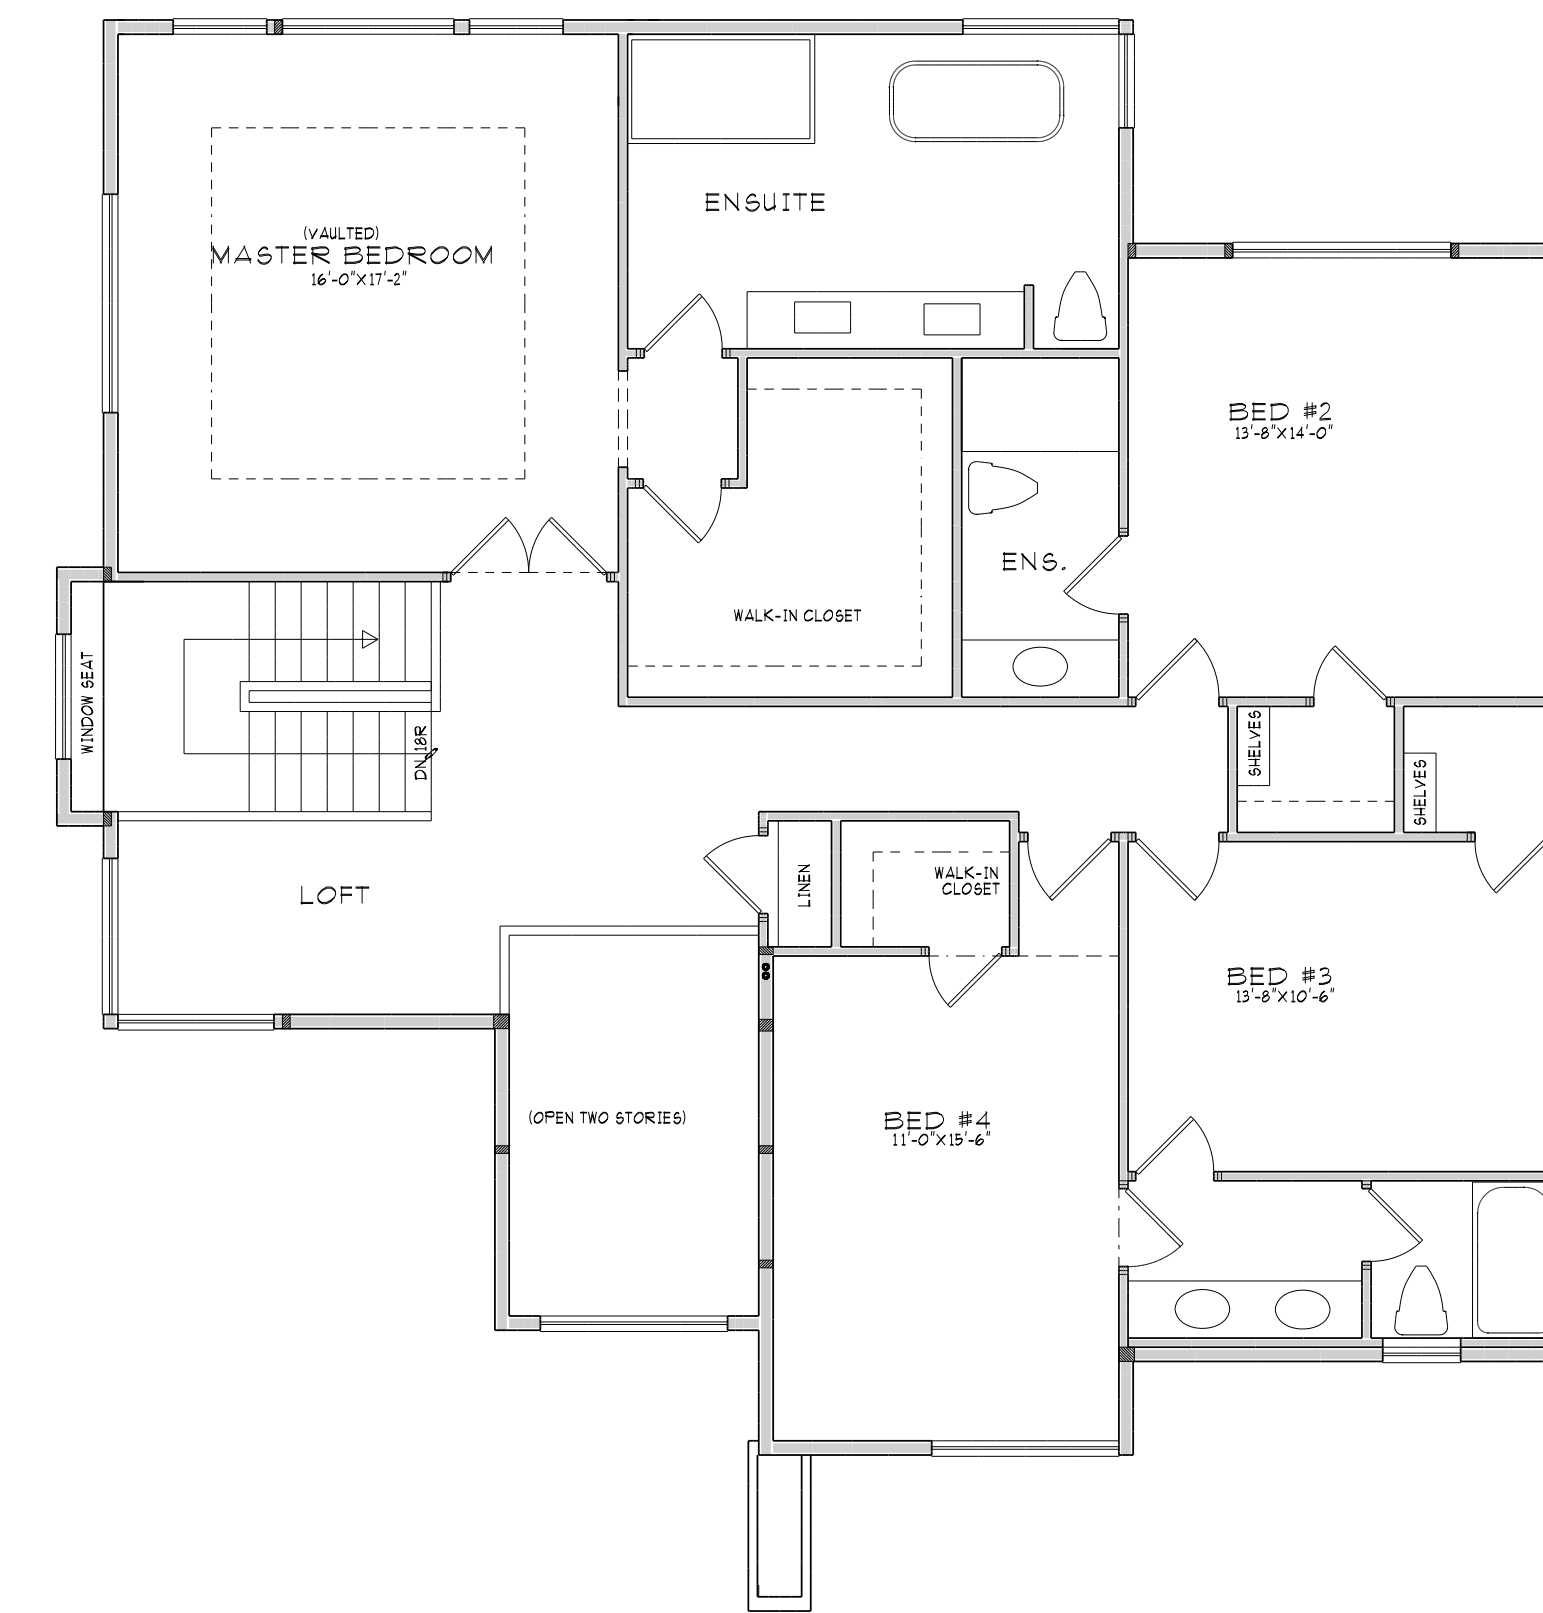 ENSUITE
(VAULTED)
MASTER BEDROOM
16'-0"X17'-2"
BED #2
13'-8"X14'-0"
ENS.
WALK-IN CLOSET
WINDOW SEAT
DN 18R
SHELVES
SHELVES
LINEN
WALK-IN
CLOSET
LOFT
BED #3
13'-8"X10'-6"
(OPEN TWO STORIES)
BED #4
11'-0"X15'-6"